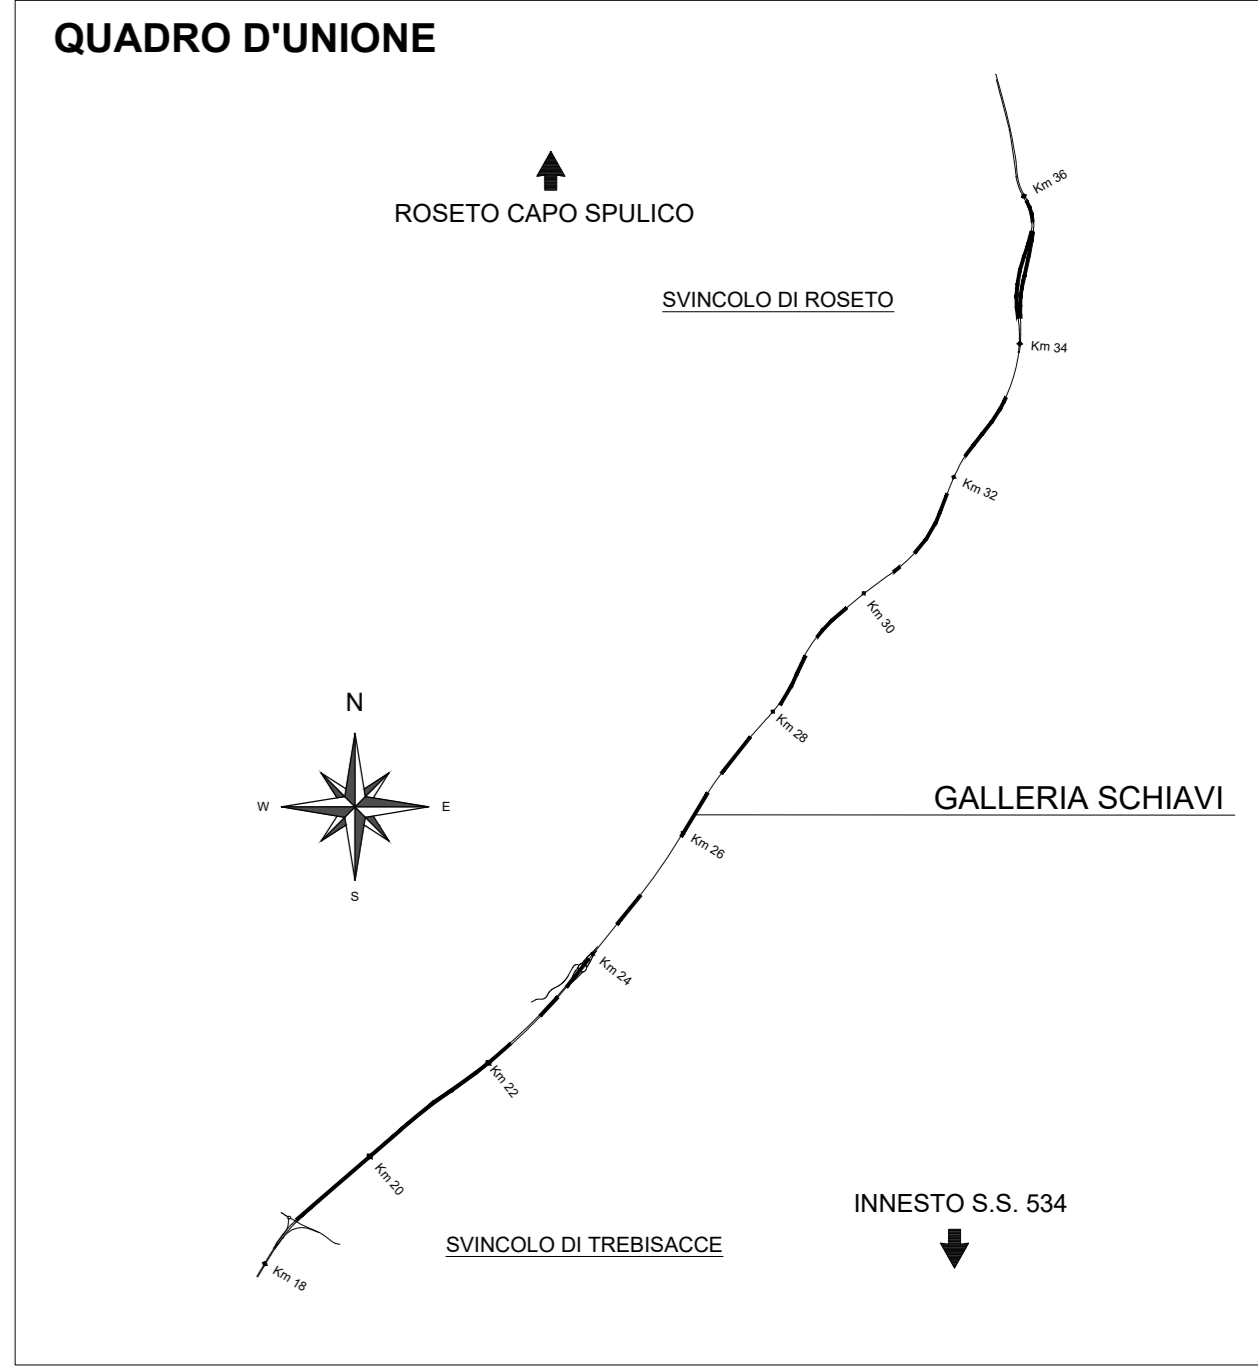 QUADRO D'UNIONE
Km 36
ROSETO CAPO SPULICO
SVINCOLO DI ROSETO
Km 34
Km 32
Km 30
N
Km 28
W
E
GALLERIA SCHIAVI
Km 26
S
Km 24
Km 22
Km 20
INNESTO S.S. 534
SVINCOLO DI TREBISACCE
Km 18